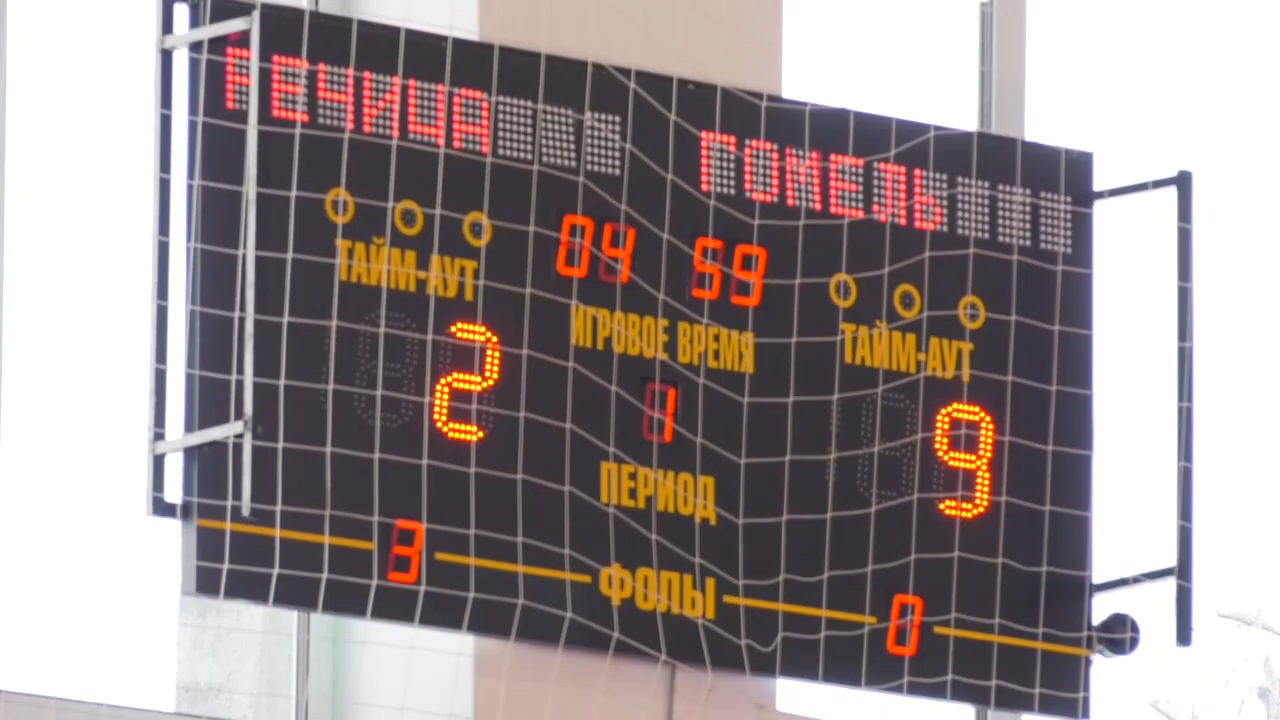 РЕЧИЦА ГОМЕЛЬ
04 59
ТАЙМ-АУТ ИГРОВОЕ ВРЕМЯ ТАЙМ-АУТ
2 1 9
ПЕРИОД
3 ФОЛЫ 0